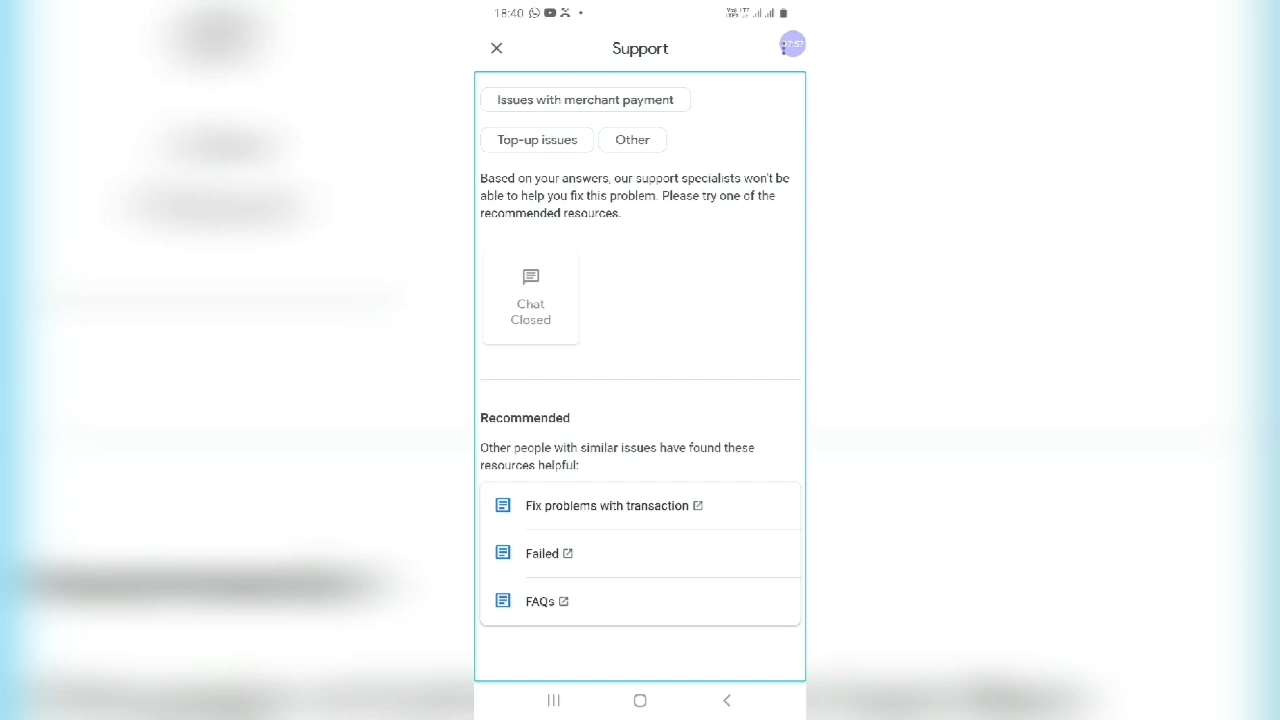 18:40
Support
07:57
Issues with merchant payment
Top-up issues Other
Based on your answers, our support specialists won't be
able to help you fix this problem. Please try one of the
recommended resources.
Chat
Closed
Recommended
Other people with similar issues have found these
resources helpful:
Fix problems with transaction
Failed
FAQs